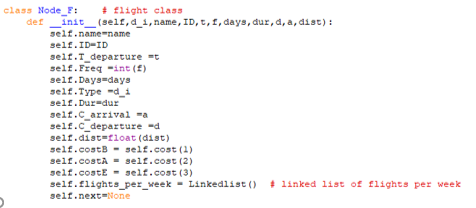 class Node_F:    # flight class
    def __init__(self,d_i,name,ID,t,f,days,dur,d,a,dist):
        self.name=name
        self.ID=ID
        self.T_departure =t
        self.Freq =int(f)
        self.Days=days
        self.Type =d_i
        self.Dur=dur
        self.C_arrival =a
        self.C_departure =d
        self.dist=float(dist)
        self.costB = self.cost(1)
        self.costA = self.cost(2)
        self.costE = self.cost(3)
        self.flights_per_week = Linkedlist()  # linked list of flights per week
        self.next=None